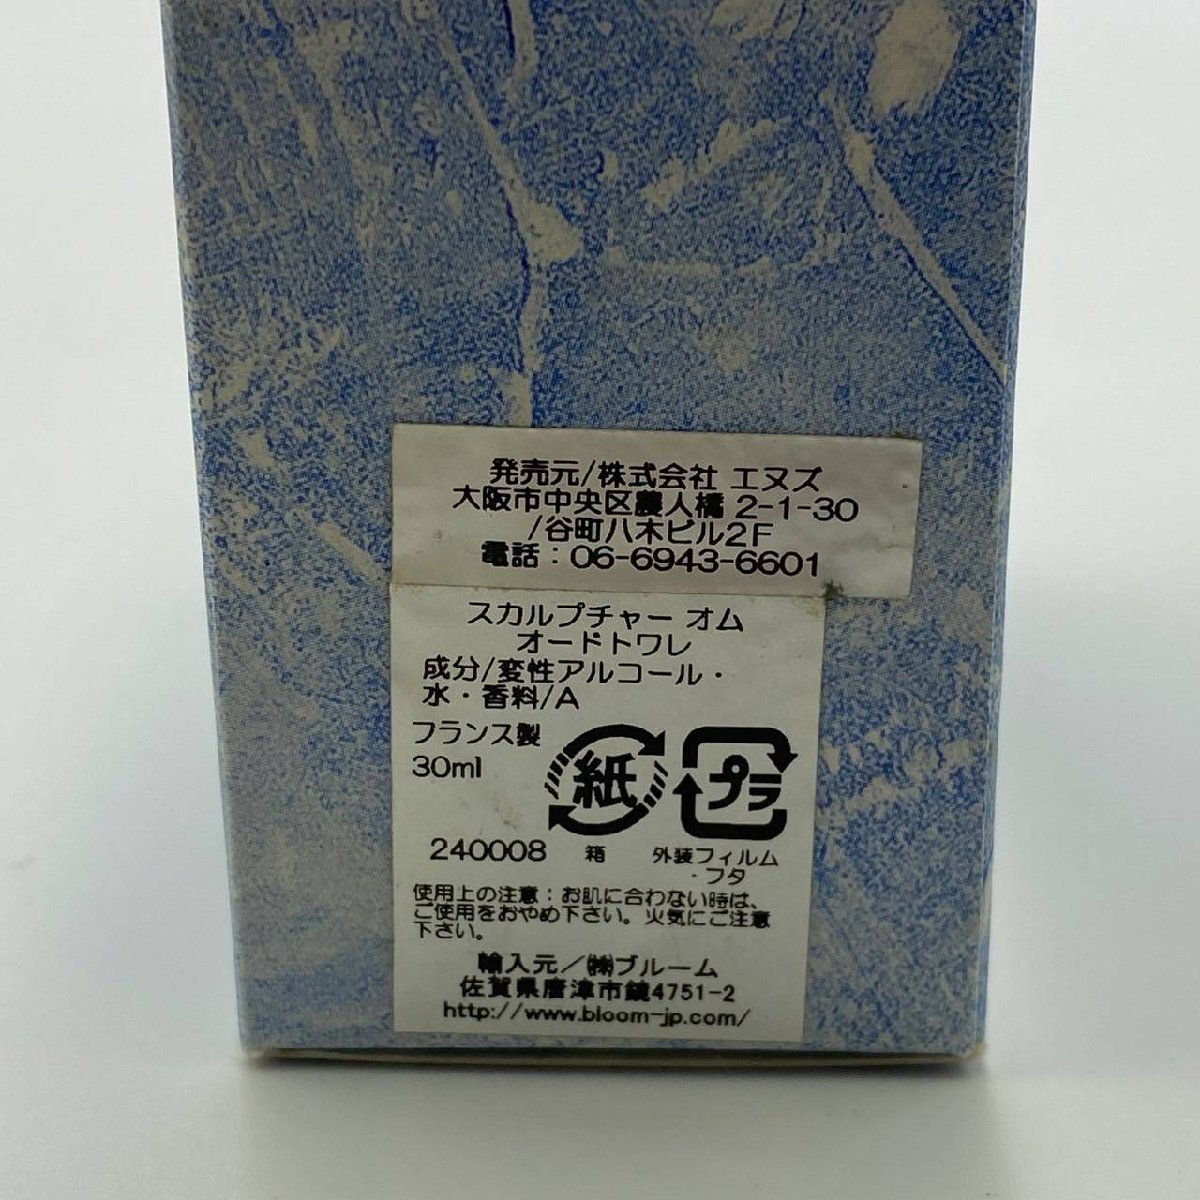 発売元/株式会社 エヌズ
大阪市中央区農人橋 2-1-30
/谷町八木ビル2F
電話：06-6943-6601
スカルプチャー オム
オードトワレ
成分/変性アルコール・
水・香料/A
フランス製
30ml
紙
プラ
240008
箱
外装フィルム
・フタ
使用上の注意：お肌に合わない時は、
ご使用をおやめ下さい。火気にご注意
下さい。
輸入元／㈱ブルーム
佐賀県唐津市鏡4751-2
http://www.bloom-jp.com/